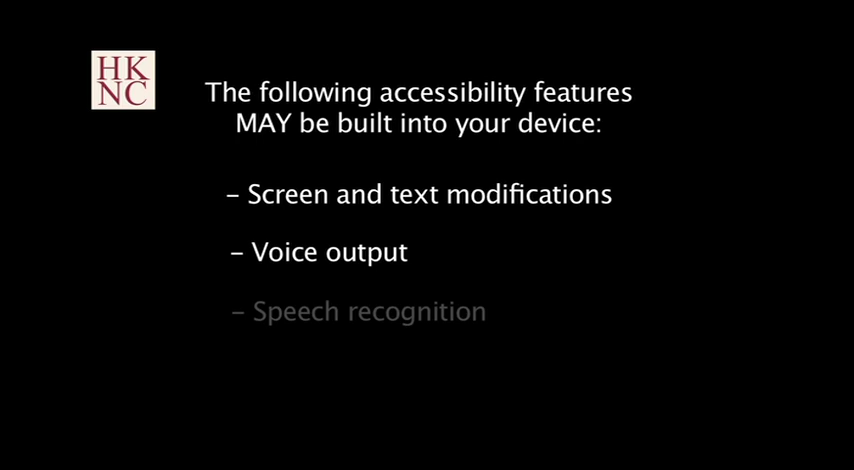 HK
NC
The following accessibility features
MAY be built into your device:
– Screen and text modifications
– Voice output
– Speech recognition